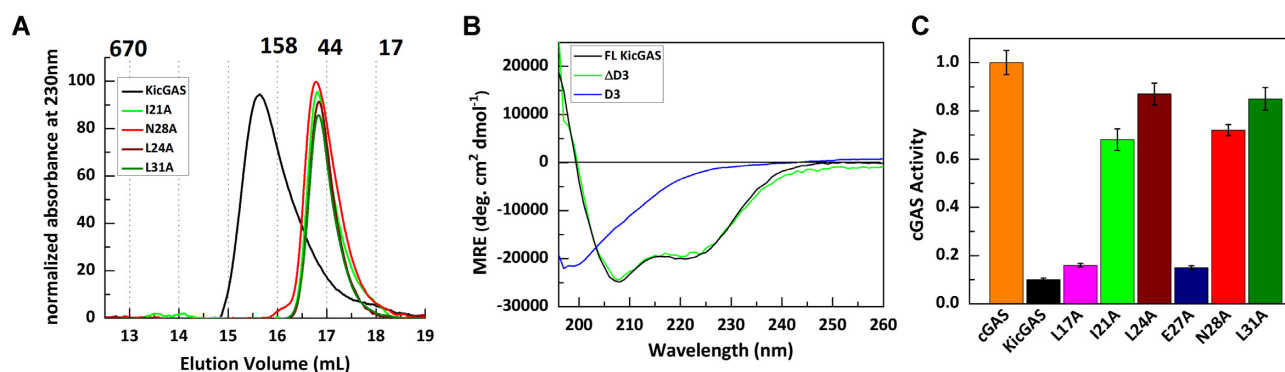 A
670 158 44 17
KicGAS
I21A
N28A
L24A
L31A
normalized absorbance at 230nm
100
80
60
40
20
0
13 14 15 16 17 18 19
Elution Volume (mL)
B
FL KicGAS
ΔD3
D3
MRE (deg. cm² dmol⁻¹)
20000
10000
0
-10000
-20000
-30000
200 210 220 230 240 250 260
Wavelength (nm)
C
cGAS Activity
1.0
0.8
0.6
0.4
0.2
0.0
cGAS KicGAS L17A I21A L24A E27A N28A L31A